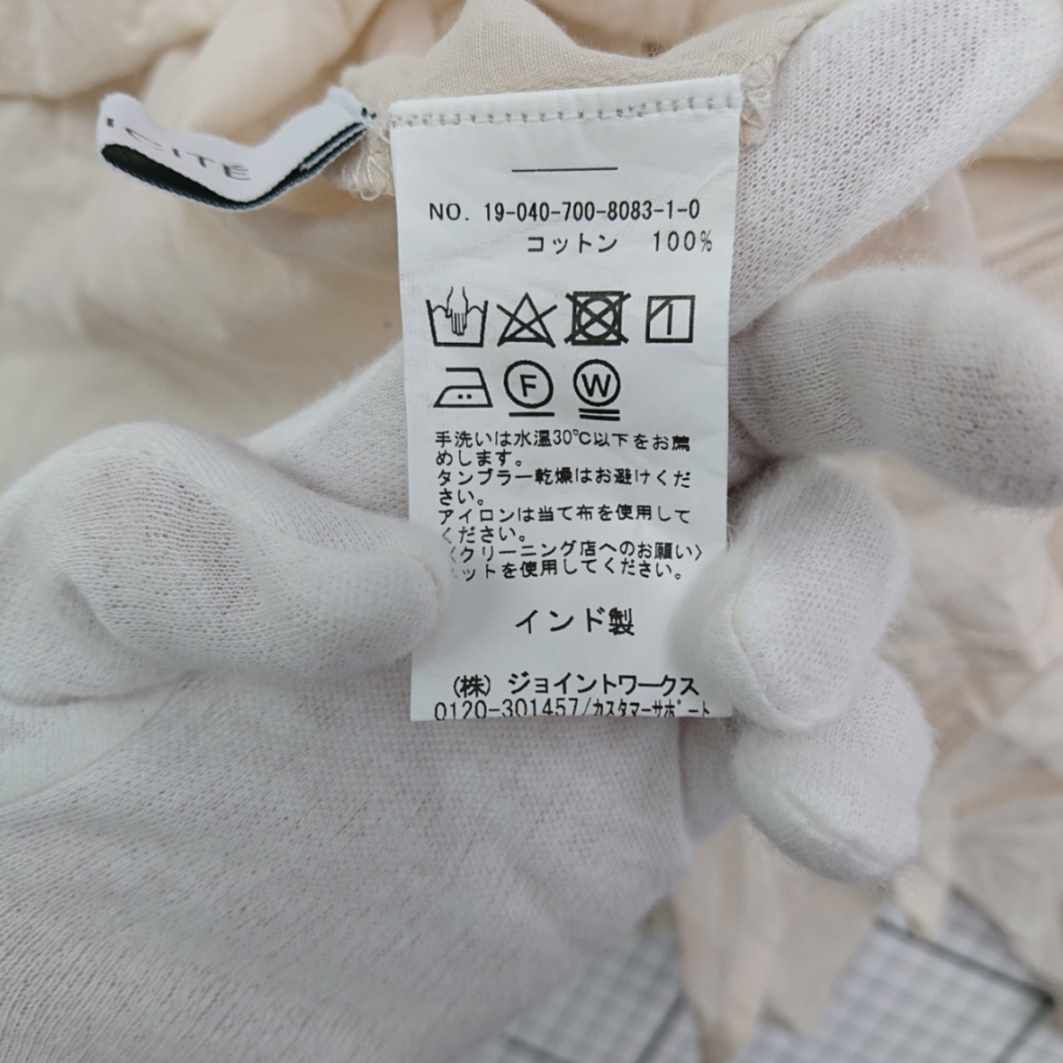 ICITÉ
NO. 19-040-700-8083-1-0
コットン 100%
F W
手洗いは水温30℃以下をお薦
めします。
タンブラー乾燥はお避けくだ
さい。
アイロンは当て布を使用して
ください。
〈クリーニング店へのお願い〉
ットを使用してください。
インド製
(株) ジョイントワークス
0120-301457/カスタマーサポート